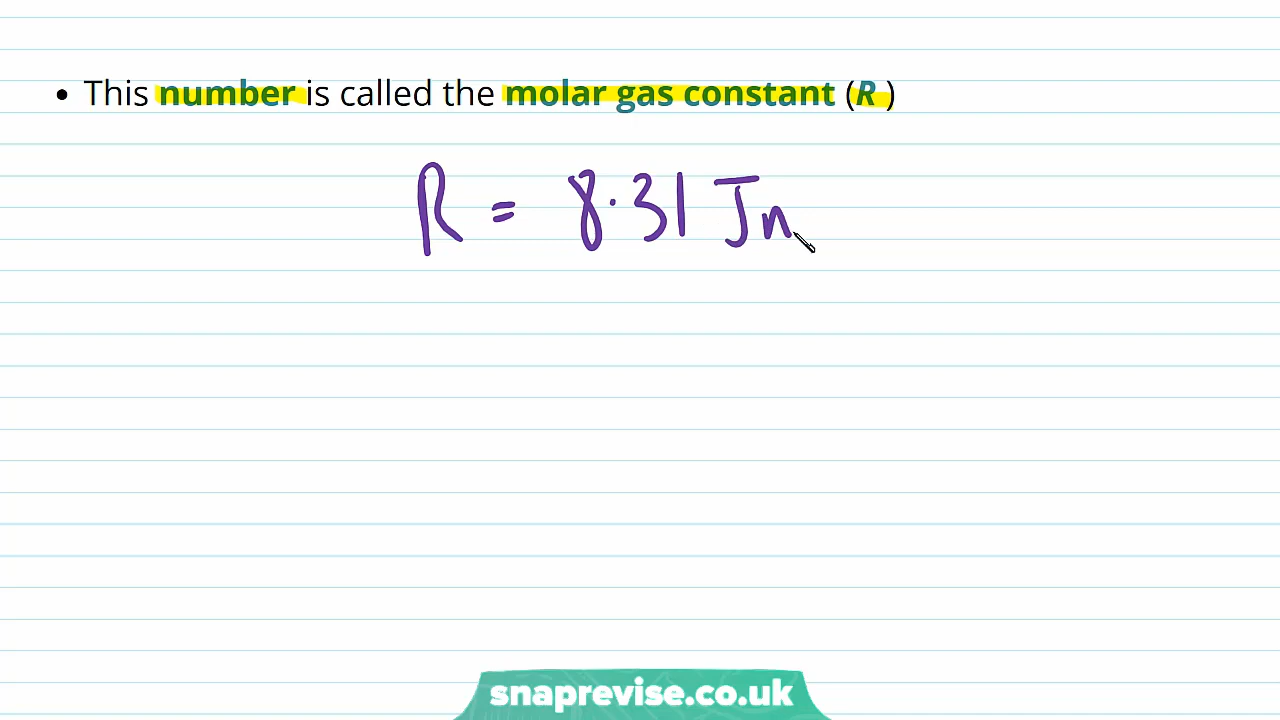 • This number is called the molar gas constant (R )
R = 8.31 Jn
snaprevise.co.uk